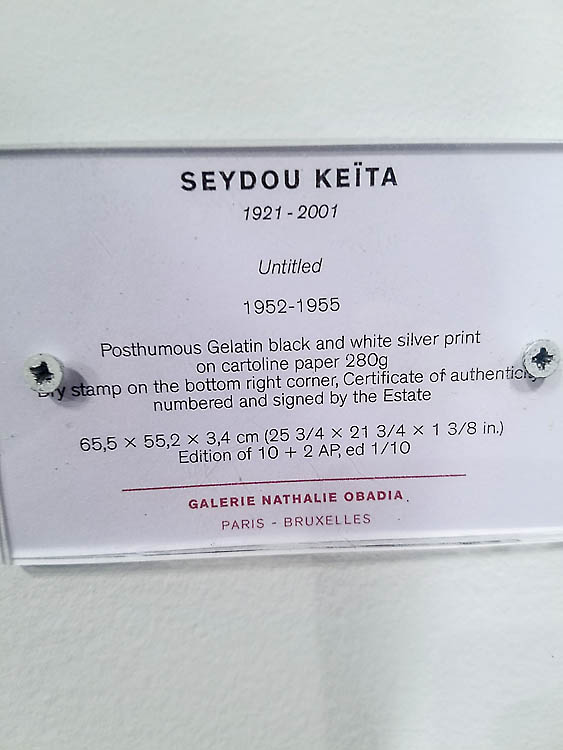 SEYDOU KEÏTA
1921 - 2001
Untitled
1952-1955
Posthumous Gelatin black and white silver print
on cartoline paper 280g
Dry stamp on the bottom right corner, Certificate of authenticity
numbered and signed by the Estate
65,5 × 55,2 × 3,4 cm (25 3/4 × 21 3/4 × 1 3/8 in.)
Edition of 10 + 2 AP, ed 1/10
GALERIE NATHALIE OBADIA
PARIS - BRUXELLES